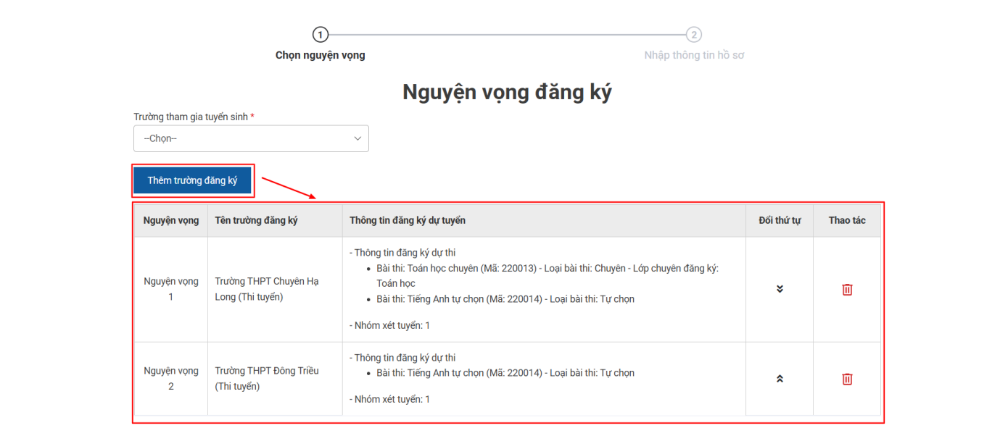 1
2
Chọn nguyện vọng
Nhập thông tin hồ sơ
Nguyện vọng đăng ký
Trường tham gia tuyển sinh *
--Chọn--
Thêm trường đăng ký
Nguyện vọng
Tên trường đăng ký
Thông tin đăng ký dự tuyển
Đổi thứ tự
Thao tác
Nguyện vọng
1
Trường THPT Chuyên Hạ
Long (Thi tuyển)
- Thông tin đăng ký dự thi
• Bài thi: Toán học chuyên (Mã: 220013) - Loại bài thi: Chuyên - Lớp chuyên đăng ký:
Toán học
• Bài thi: Tiếng Anh tự chọn (Mã: 220014) - Loại bài thi: Tự chọn
- Nhóm xét tuyển: 1
Nguyện vọng
2
Trường THPT Đông Triều
(Thi tuyển)
- Thông tin đăng ký dự thi
• Bài thi: Tiếng Anh tự chọn (Mã: 220014) - Loại bài thi: Tự chọn
- Nhóm xét tuyển: 1